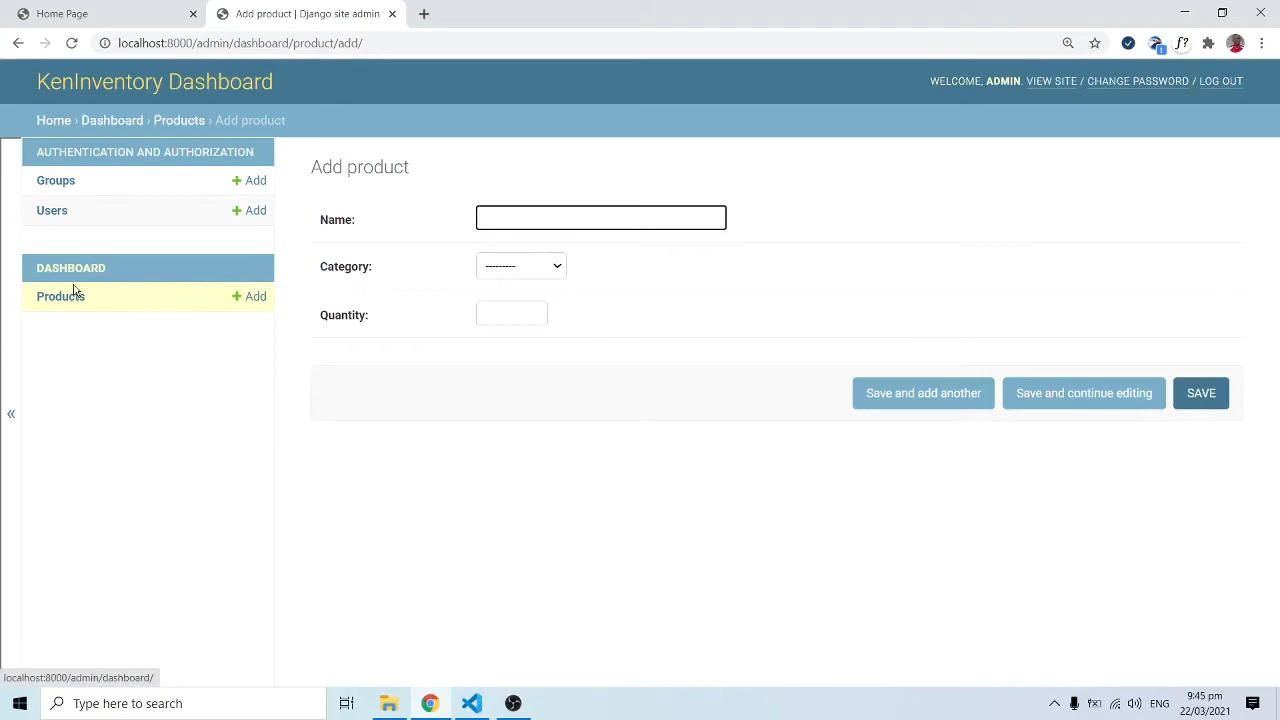 Home Page
Add product | Django site admin
localhost:8000/admin/dashboard/product/add/
KenInventory Dashboard
WELCOME, ADMIN. VIEW SITE / CHANGE PASSWORD / LOG OUT
Home › Dashboard › Products › Add product
AUTHENTICATION AND AUTHORIZATION
Groups + Add
Users + Add
DASHBOARD
Products + Add
«
Add product
Name:
Category: ---------
Quantity:
Save and add another Save and continue editing SAVE
localhost:8000/admin/dashboard/
Type here to search
ENG
9:45 pm
22/03/2021